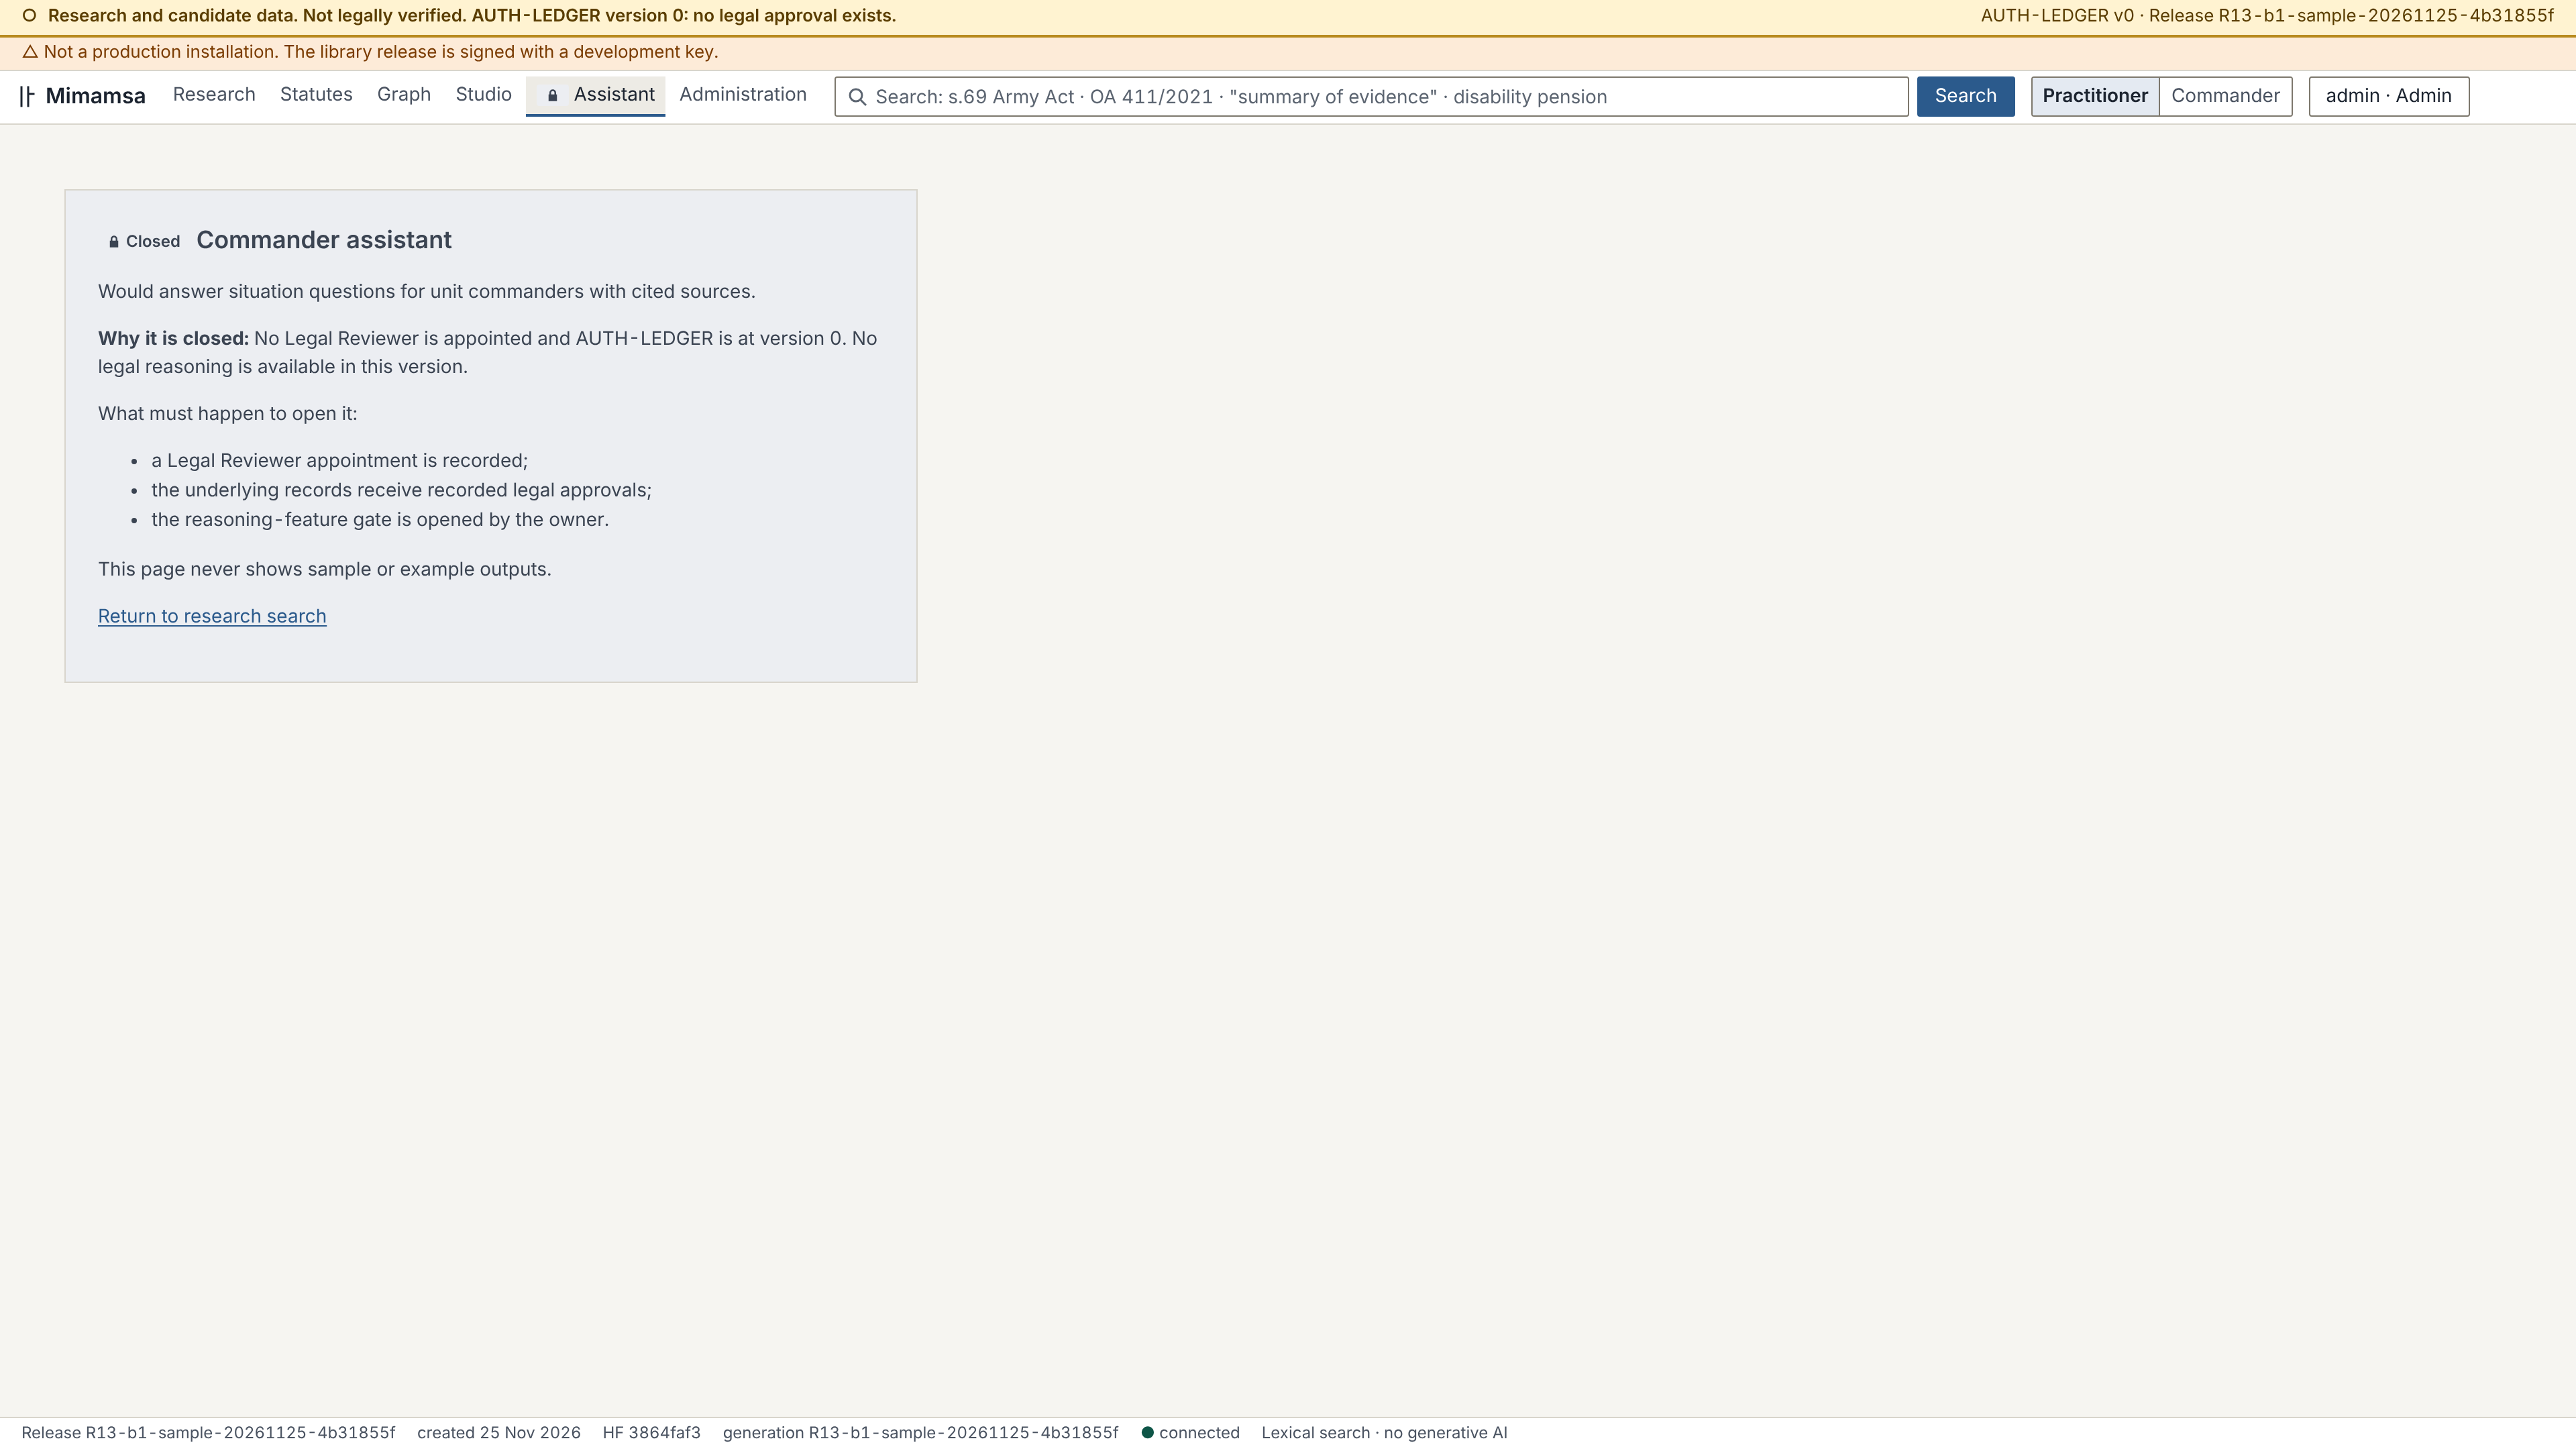 Research and candidate data. Not legally verified. AUTH-LEDGER version 0: no legal approval exists.
AUTH-LEDGER v0 · Release R13-b1-sample-20261125-4b31855f
Not a production installation. The library release is signed with a development key.
Mimamsa
Research Statutes Graph Studio Assistant Administration
Search: s.69 Army Act · OA 411/2021 · "summary of evidence" · disability pension
Search
Practitioner Commander
admin · Admin
Closed Commander assistant
Would answer situation questions for unit commanders with cited sources.
Why it is closed: No Legal Reviewer is appointed and AUTH-LEDGER is at version 0. No
legal reasoning is available in this version.
What must happen to open it:
• a Legal Reviewer appointment is recorded;
• the underlying records receive recorded legal approvals;
• the reasoning-feature gate is opened by the owner.
This page never shows sample or example outputs.
Return to research search
Release R13-b1-sample-20261125-4b31855f created 25 Nov 2026 HF 3864faf3 generation R13-b1-sample-20261125-4b31855f connected Lexical search · no generative AI